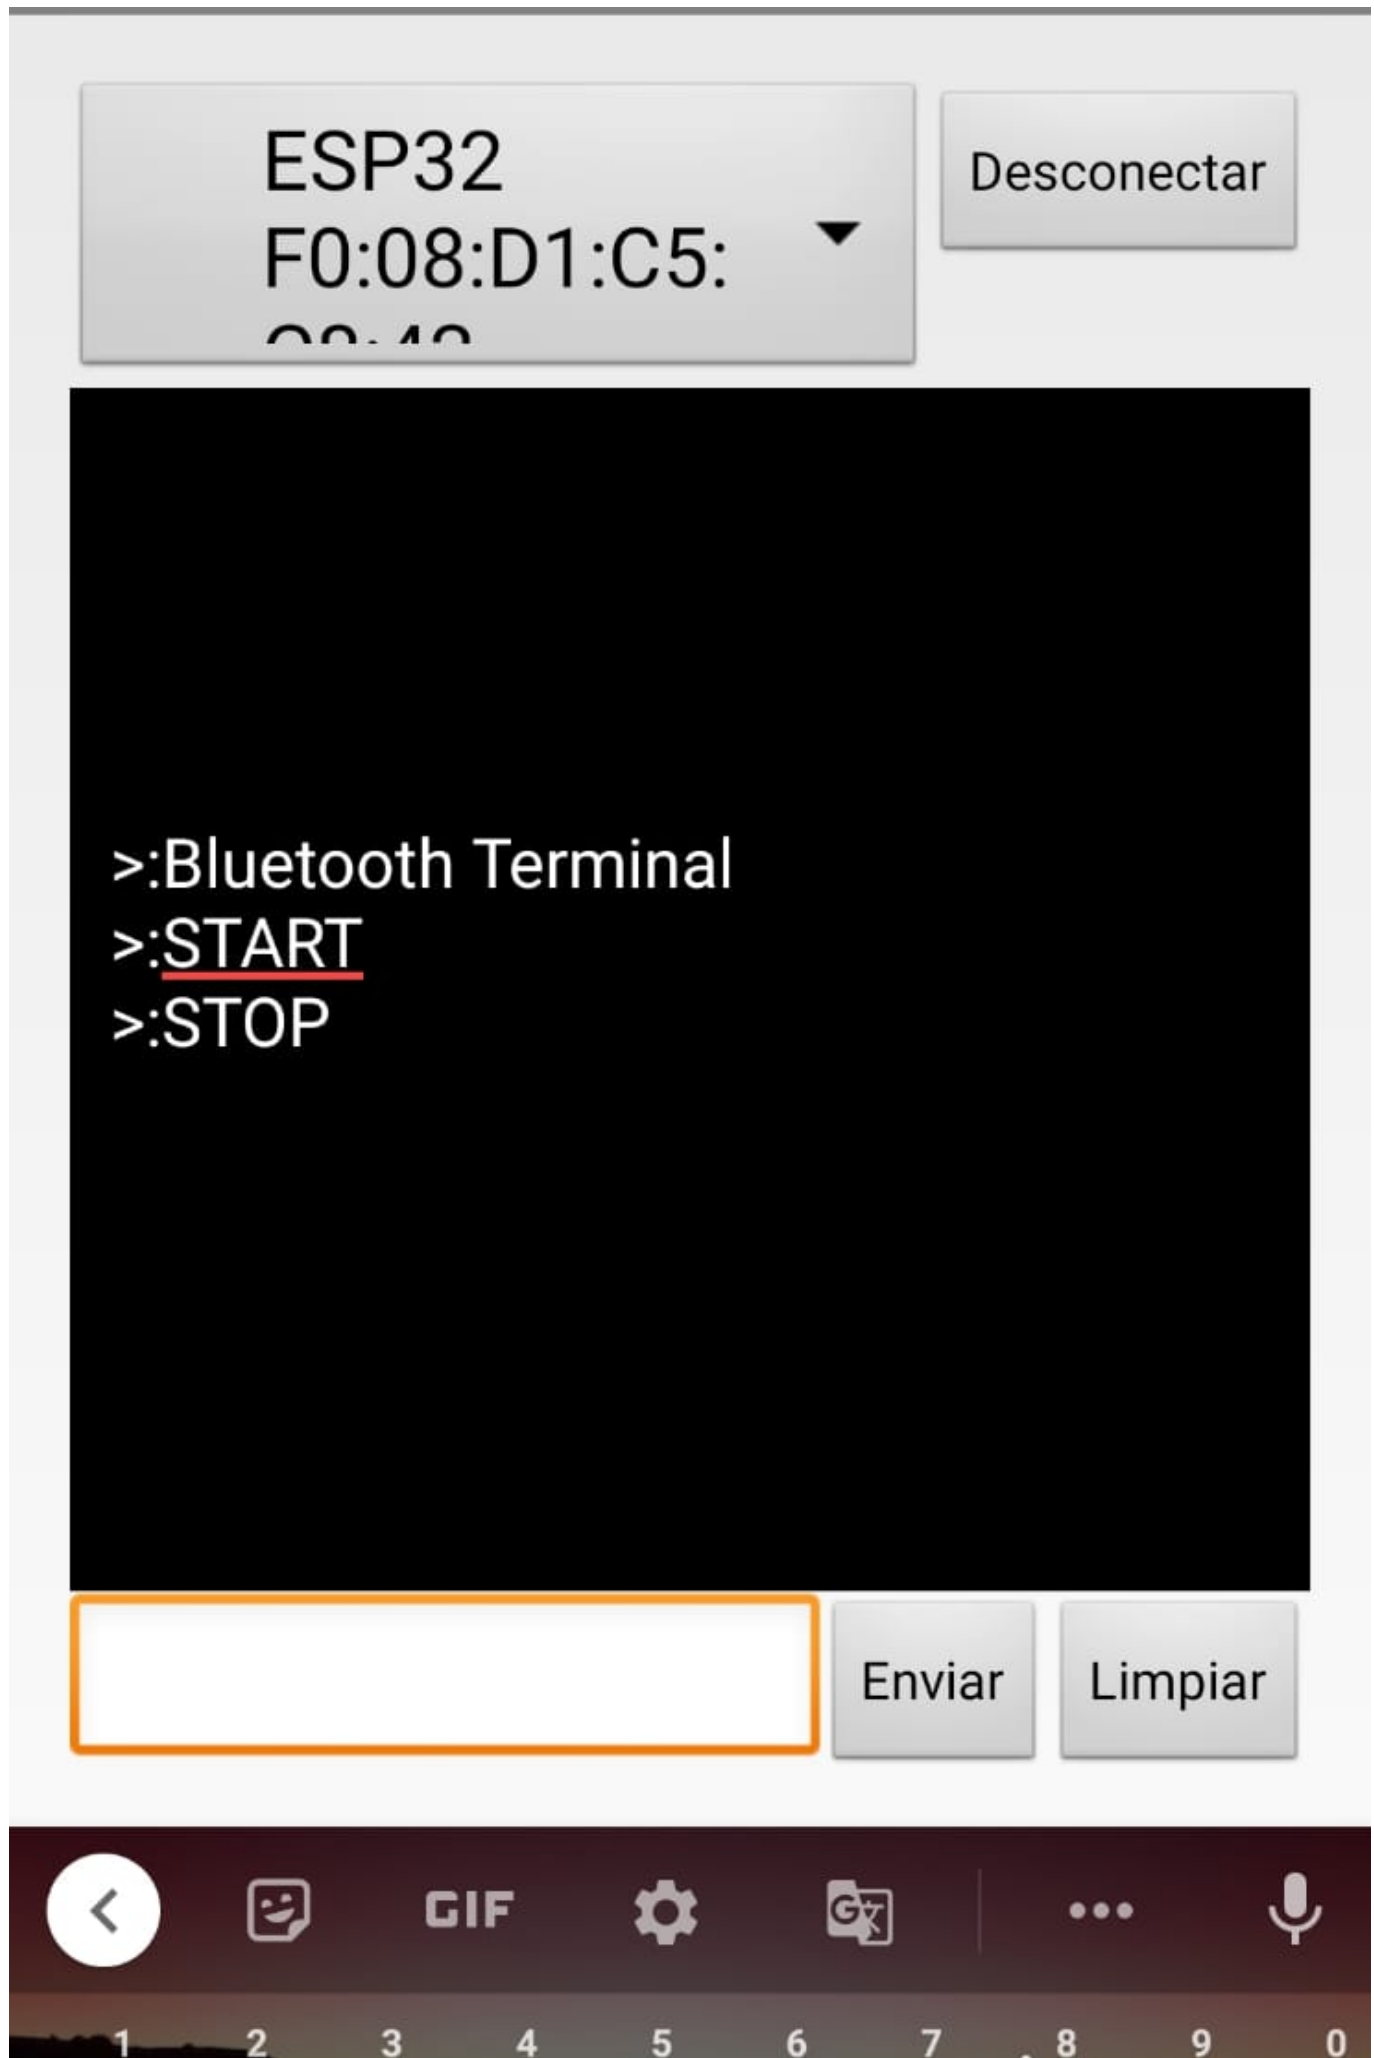 ESP32
F0:08:D1:C5:
Desconectar
>:Bluetooth Terminal
>:START
>:STOP
Enviar
Limpiar
GIF
G
1 2 3 4 5 6 7 8 9 0